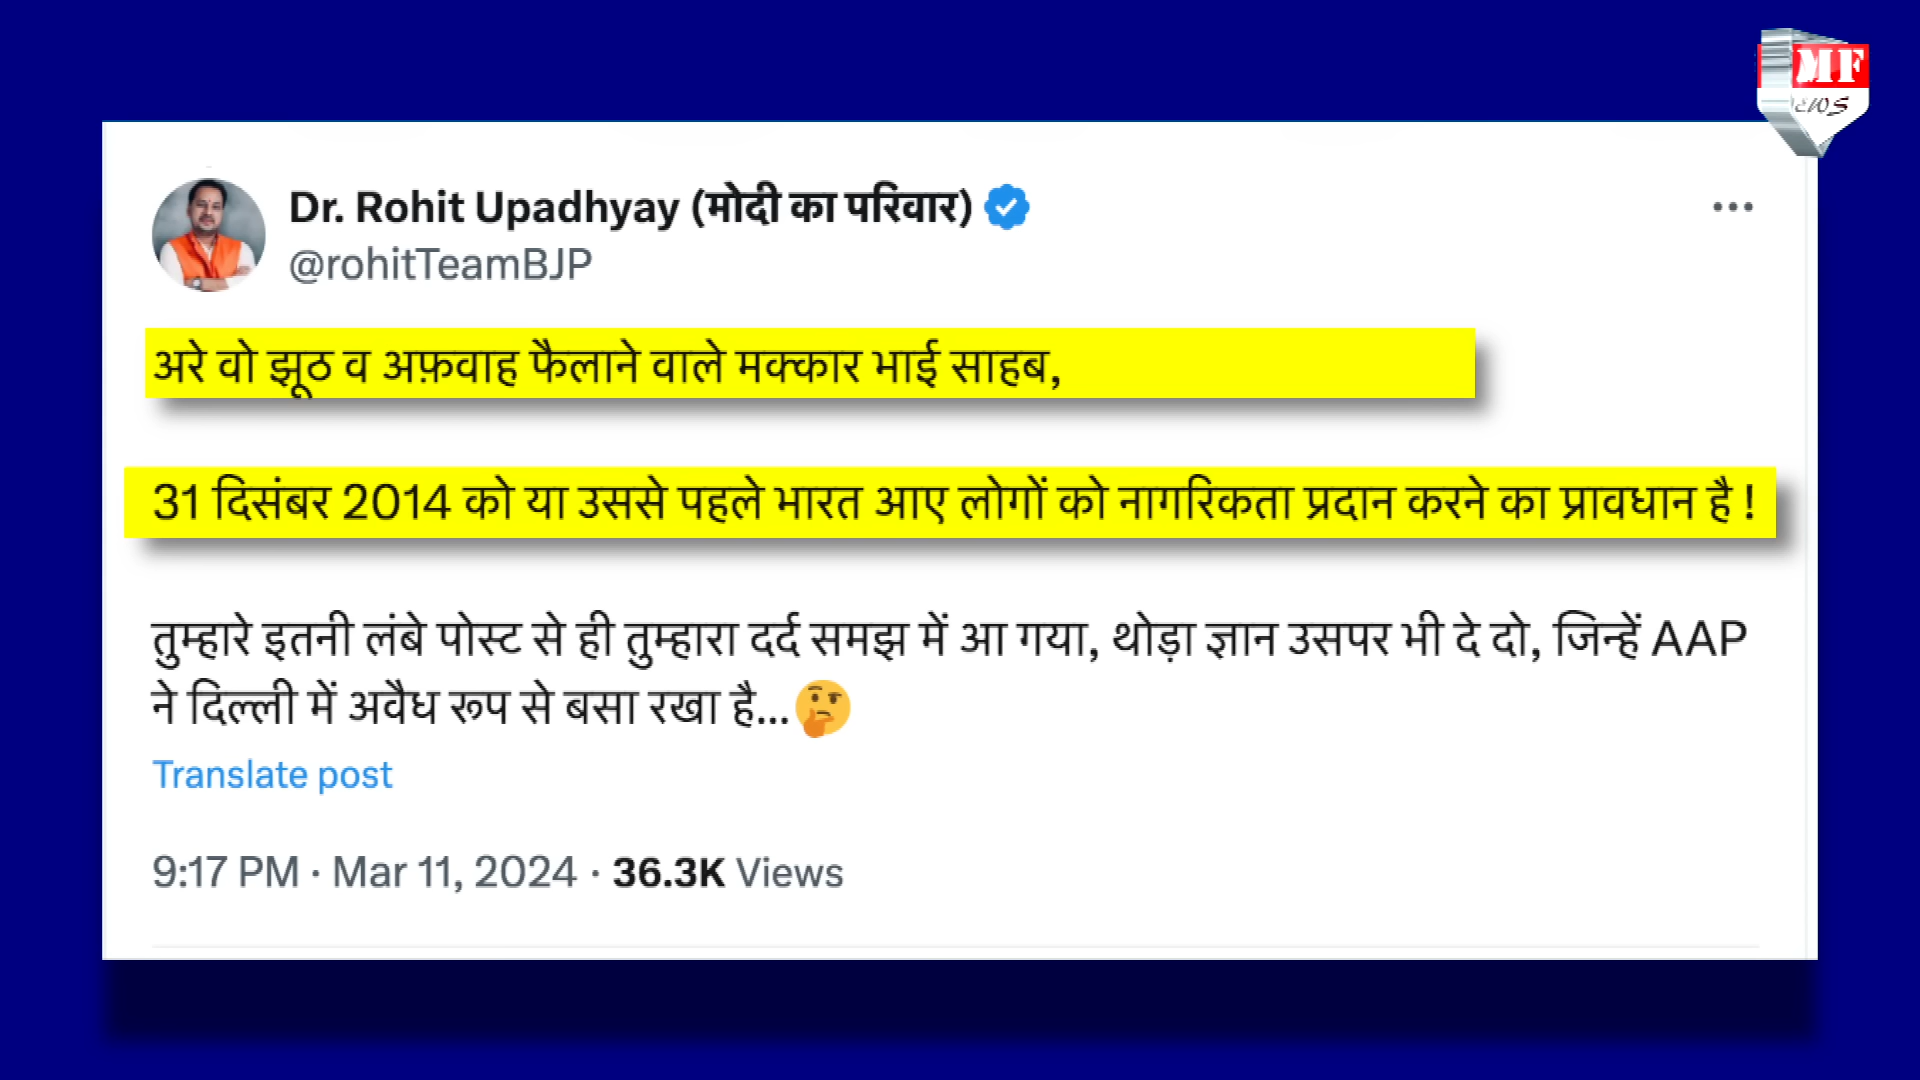 MF
news
Dr. Rohit Upadhyay (मोदी का परिवार)
@rohitTeamBJP
अरे वो झूठ व अफ़वाह फैलाने वाले मक्कार भाई साहब,
31 दिसंबर 2014 को या उससे पहले भारत आए लोगों को नागरिकता प्रदान करने का प्रावधान है !
तुम्हारे इतनी लंबे पोस्ट से ही तुम्हारा दर्द समझ में आ गया, थोड़ा ज्ञान उसपर भी दे दो, जिन्हें AAP
ने दिल्ली में अवैध रूप से बसा रखा है...🤔
Translate post
9:17 PM · Mar 11, 2024 · 36.3K Views